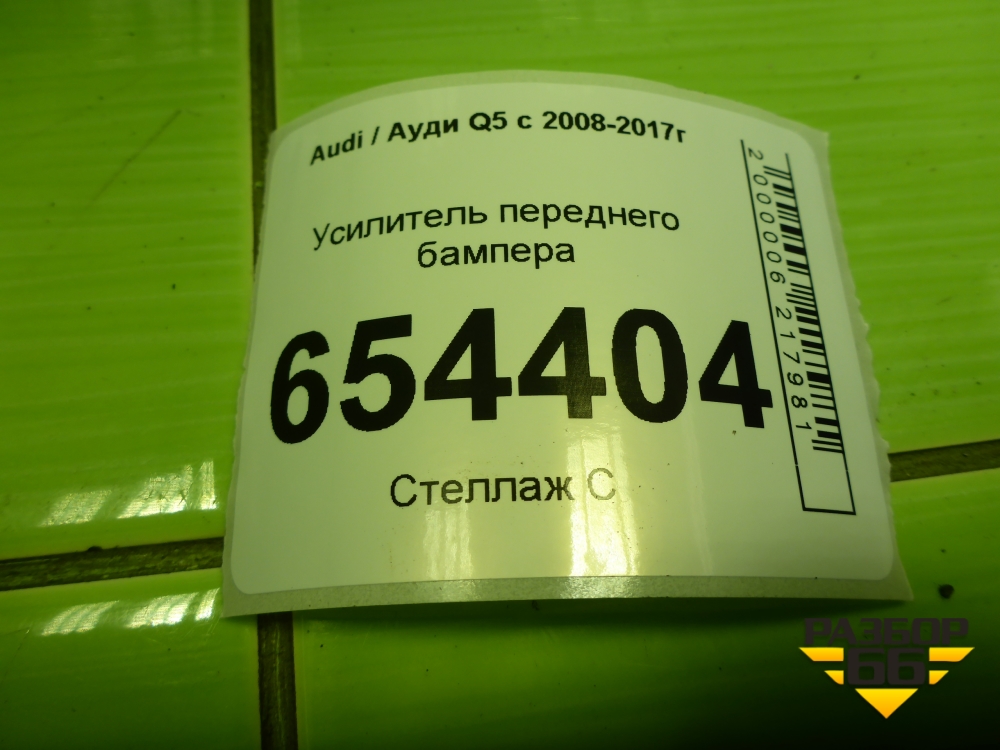 Audi / Ауди Q5 с 2008-2017г
Усилитель переднего
бампера
654404
Стеллаж С
2000006217981
РАЗБОР
66